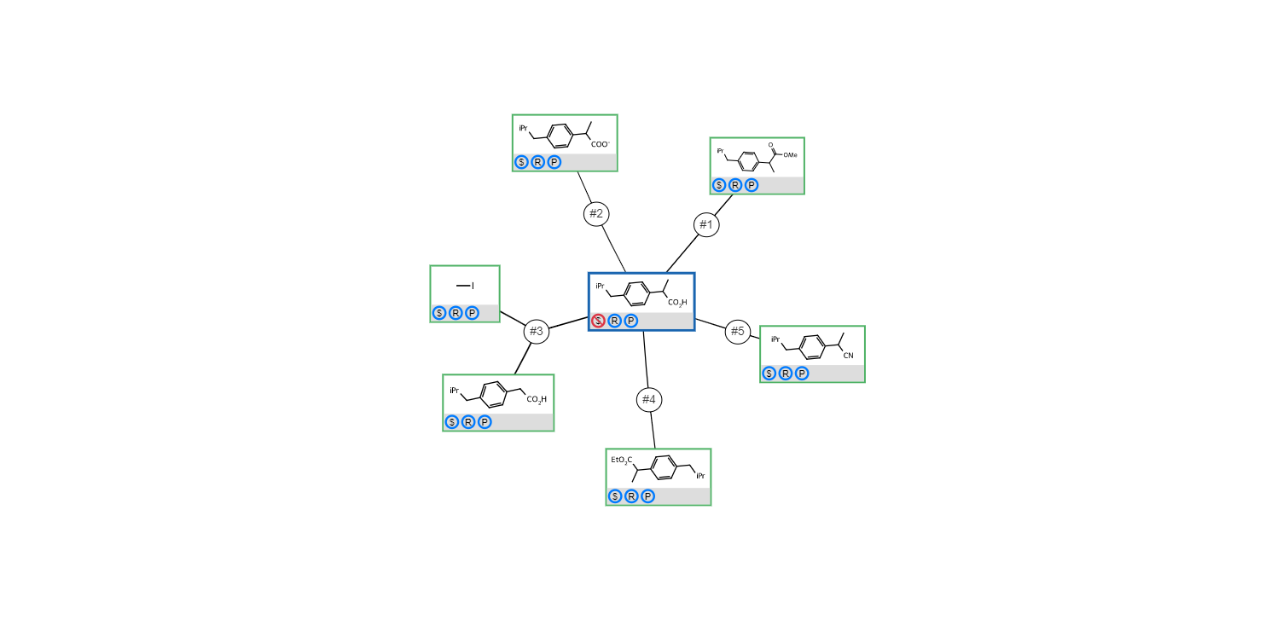 iPr
COO⁻
S R P
iPr
O
OMe
S R P
#2
#1
I
S R P
iPr
CO₂H
S R P
#3
#5
iPr
CN
S R P
iPr
CO₂H
S R P
#4
EtO₂C
iPr
S R P